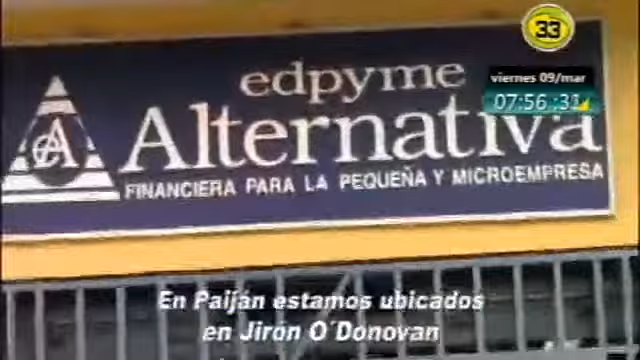 33
viernes 09/mar
07:56
edpyme
Alternativa
FINANCIERA PARA LA PEQUEÑA Y MICROEMPRESA
En Paiján estamos ubicados
en Jirón O´Donovan